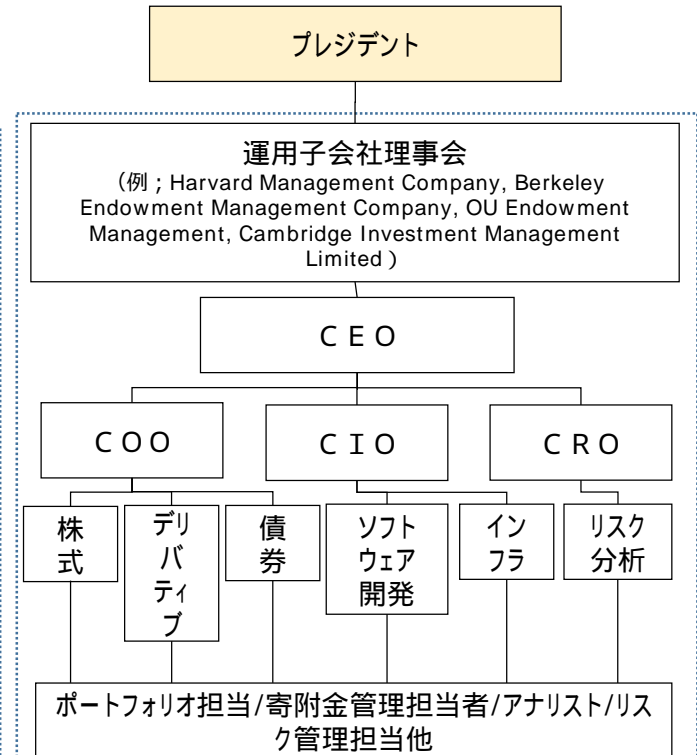 プレジデント
運用子会社理事会
（例；Harvard Management Company, Berkeley
Endowment Management Company, OU Endowment
Management, Cambridge Investment Management
Limited）
ＣＥＯ
ＣＯＯ
ＣＩＯ
ＣＲＯ
株
式
デリ
バ
ティ
ブ
債
券
ソフト
ウェア
開発
イン
フラ
リスク
分析
ポートフォリオ担当/寄附金管理担当者/アナリスト/リス
ク管理担当他